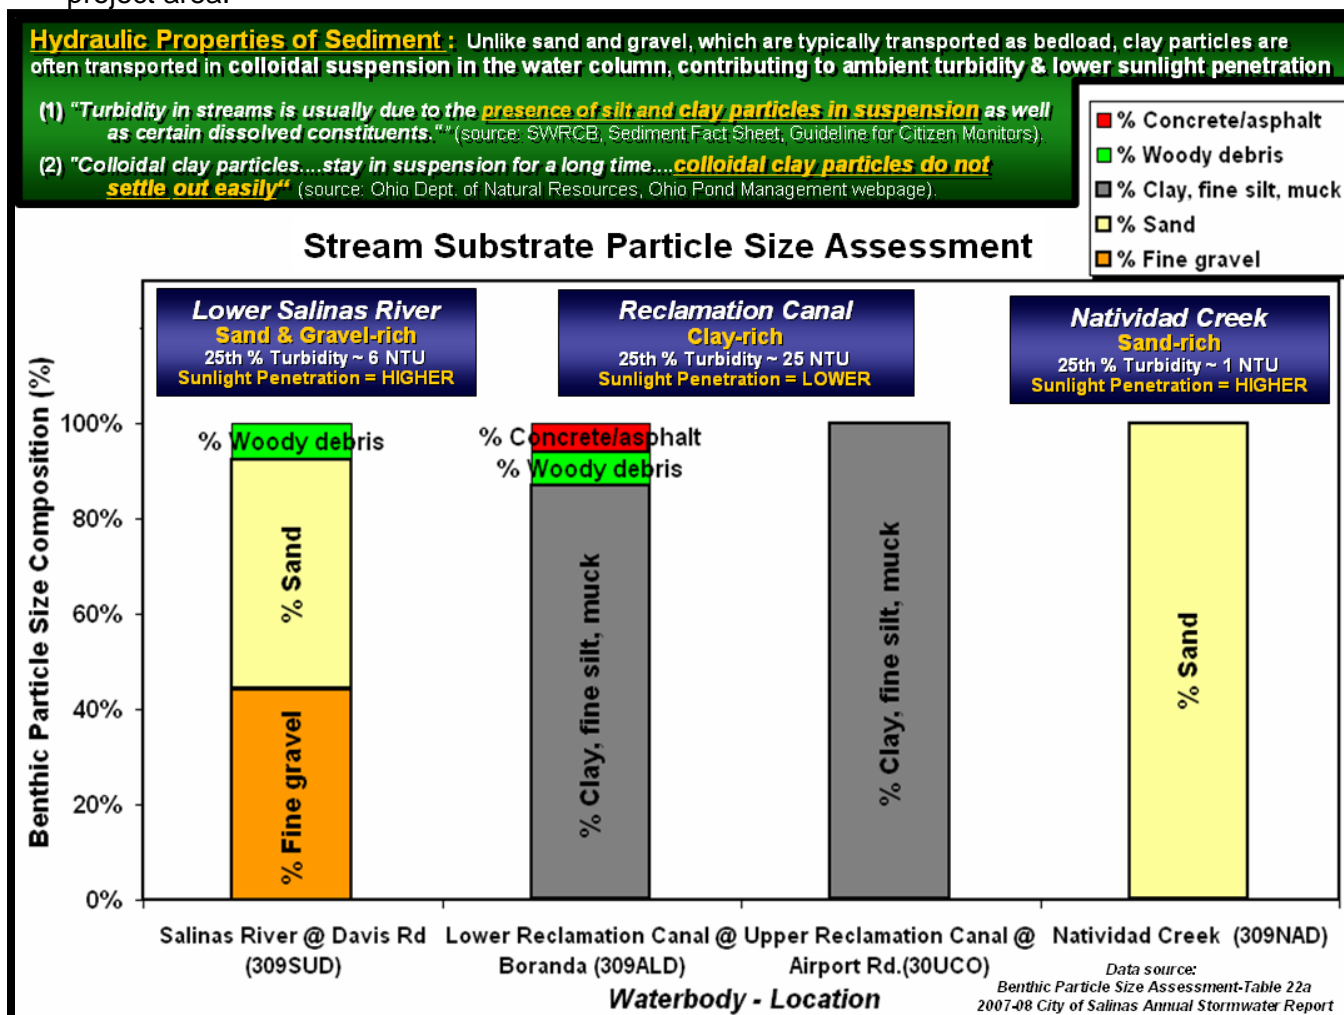 project area.
Hydraulic Properties of Sediment : Unlike sand and gravel, which are typically transported as bedload, clay particles are
often transported in colloidal suspension in the water column, contributing to ambient turbidity & lower sunlight penetration
(1) "Turbidity in streams is usually due to the presence of silt and clay particles in suspension as well
as certain dissolved constituents."" (source: SWRCB, Sediment Fact Sheet, Guideline for Citizen Monitors).
(2) "Colloidal clay particles....stay in suspension for a long time....colloidal clay particles do not
settle out easily“ (source: Ohio Dept. of Natural Resources, Ohio Pond Management webpage).
% Concrete/asphalt
% Woody debris
% Clay, fine silt, muck
% Sand
% Fine gravel
Stream Substrate Particle Size Assessment
Lower Salinas River
Sand & Gravel-rich
25th % Turbidity ~ 6 NTU
Sunlight Penetration = HIGHER
Reclamation Canal
Clay-rich
25th % Turbidity ~ 25 NTU
Sunlight Penetration = LOWER
Natividad Creek
Sand-rich
25th % Turbidity ~ 1 NTU
Sunlight Penetration = HIGHER
Benthic Particle Size Composition (%)
100%
80%
60%
40%
20%
0%
% Woody debris
% Sand
% Fine gravel
% Concrete/asphalt
% Woody debris
% Clay, fine silt, muck
% Clay, fine silt, muck
% Sand
Salinas River @ Davis Rd
(309SUD)
Lower Reclamation Canal @
Boranda (309ALD)
Upper Reclamation Canal @
Airport Rd.(30UCO)
Natividad Creek (309NAD)
Waterbody - Location
Data source:
Benthic Particle Size Assessment-Table 22a
2007-08 City of Salinas Annual Stormwater Report